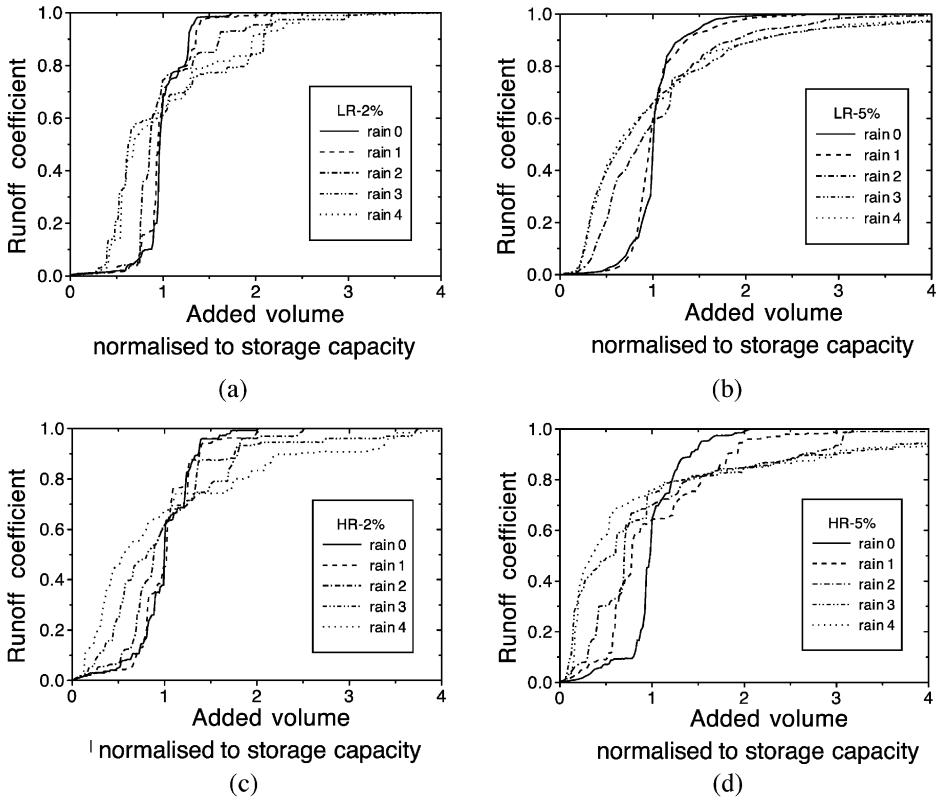 1.0
0.8
0.6
0.4
0.2
0.0
Runoff coefficient
LR-2%
rain 0
rain 1
rain 2
rain 3
rain 4
0 1 2 3 4
Added volume
normalised to storage capacity
(a)
1.0
0.8
0.6
0.4
0.2
0.0
Runoff coefficient
LR-5%
rain 0
rain 1
rain 2
rain 3
rain 4
0 1 2 3 4
Added volume
normalised to storage capacity
(b)
1.0
0.8
0.6
0.4
0.2
0.0
Runoff coefficient
HR-2%
rain 0
rain 1
rain 2
rain 3
rain 4
0 1 2 3 4
Added volume
normalised to storage capacity
(c)
1.0
0.8
0.6
0.4
0.2
0.0
Runoff coefficient
HR-5%
rain 0
rain 1
rain 2
rain 3
rain 4
0 1 2 3 4
Added volume
normalised to storage capacity
(d)